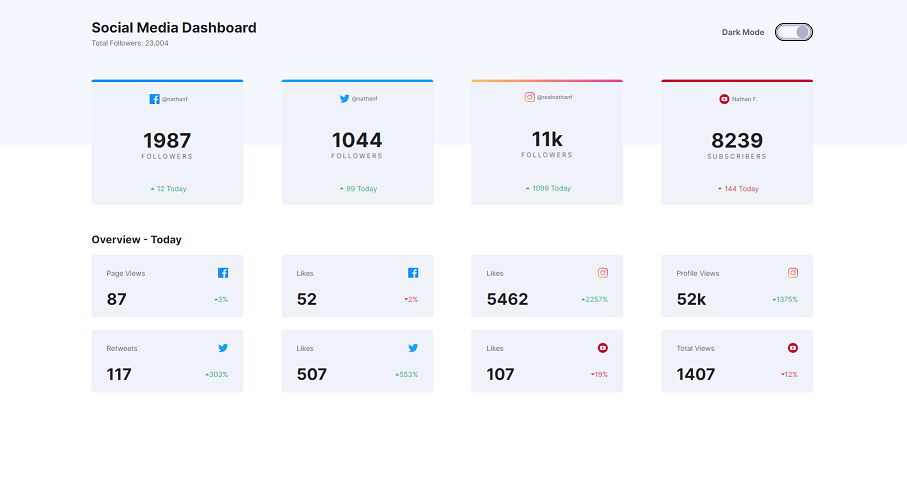 Social Media Dashboard
Total Followers: 23,004
Dark Mode
@nathanf
1987
FOLLOWERS
12 Today
@nathanf
1044
FOLLOWERS
99 Today
@realnathanf
11k
FOLLOWERS
1099 Today
Nathan F.
8239
SUBSCRIBERS
144 Today
Overview - Today
Page Views
87
3%
Likes
52
2%
Likes
5462
2257%
Profile Views
52k
1375%
Retweets
117
303%
Likes
507
553%
Likes
107
19%
Total Views
1407
12%